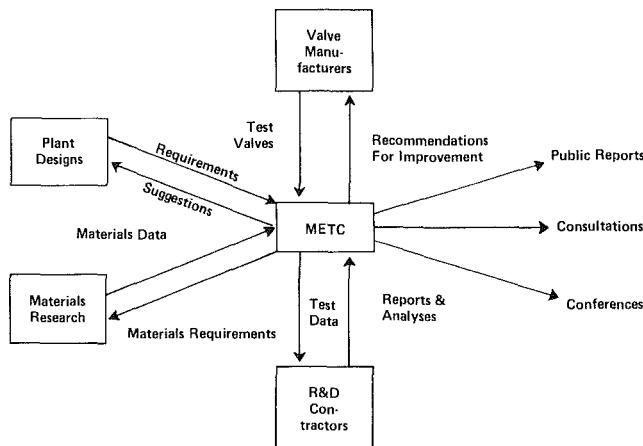 Valve
Manu-
facturers
Test
Valves
Recommendations
For Improvement
Plant
Designs
Requirements
Suggestions
Public Reports
METC
Consultations
Materials Data
Materials
Research
Materials Requirements
Test
Data
Reports &
Analyses
Conferences
R&D
Con-
tractors